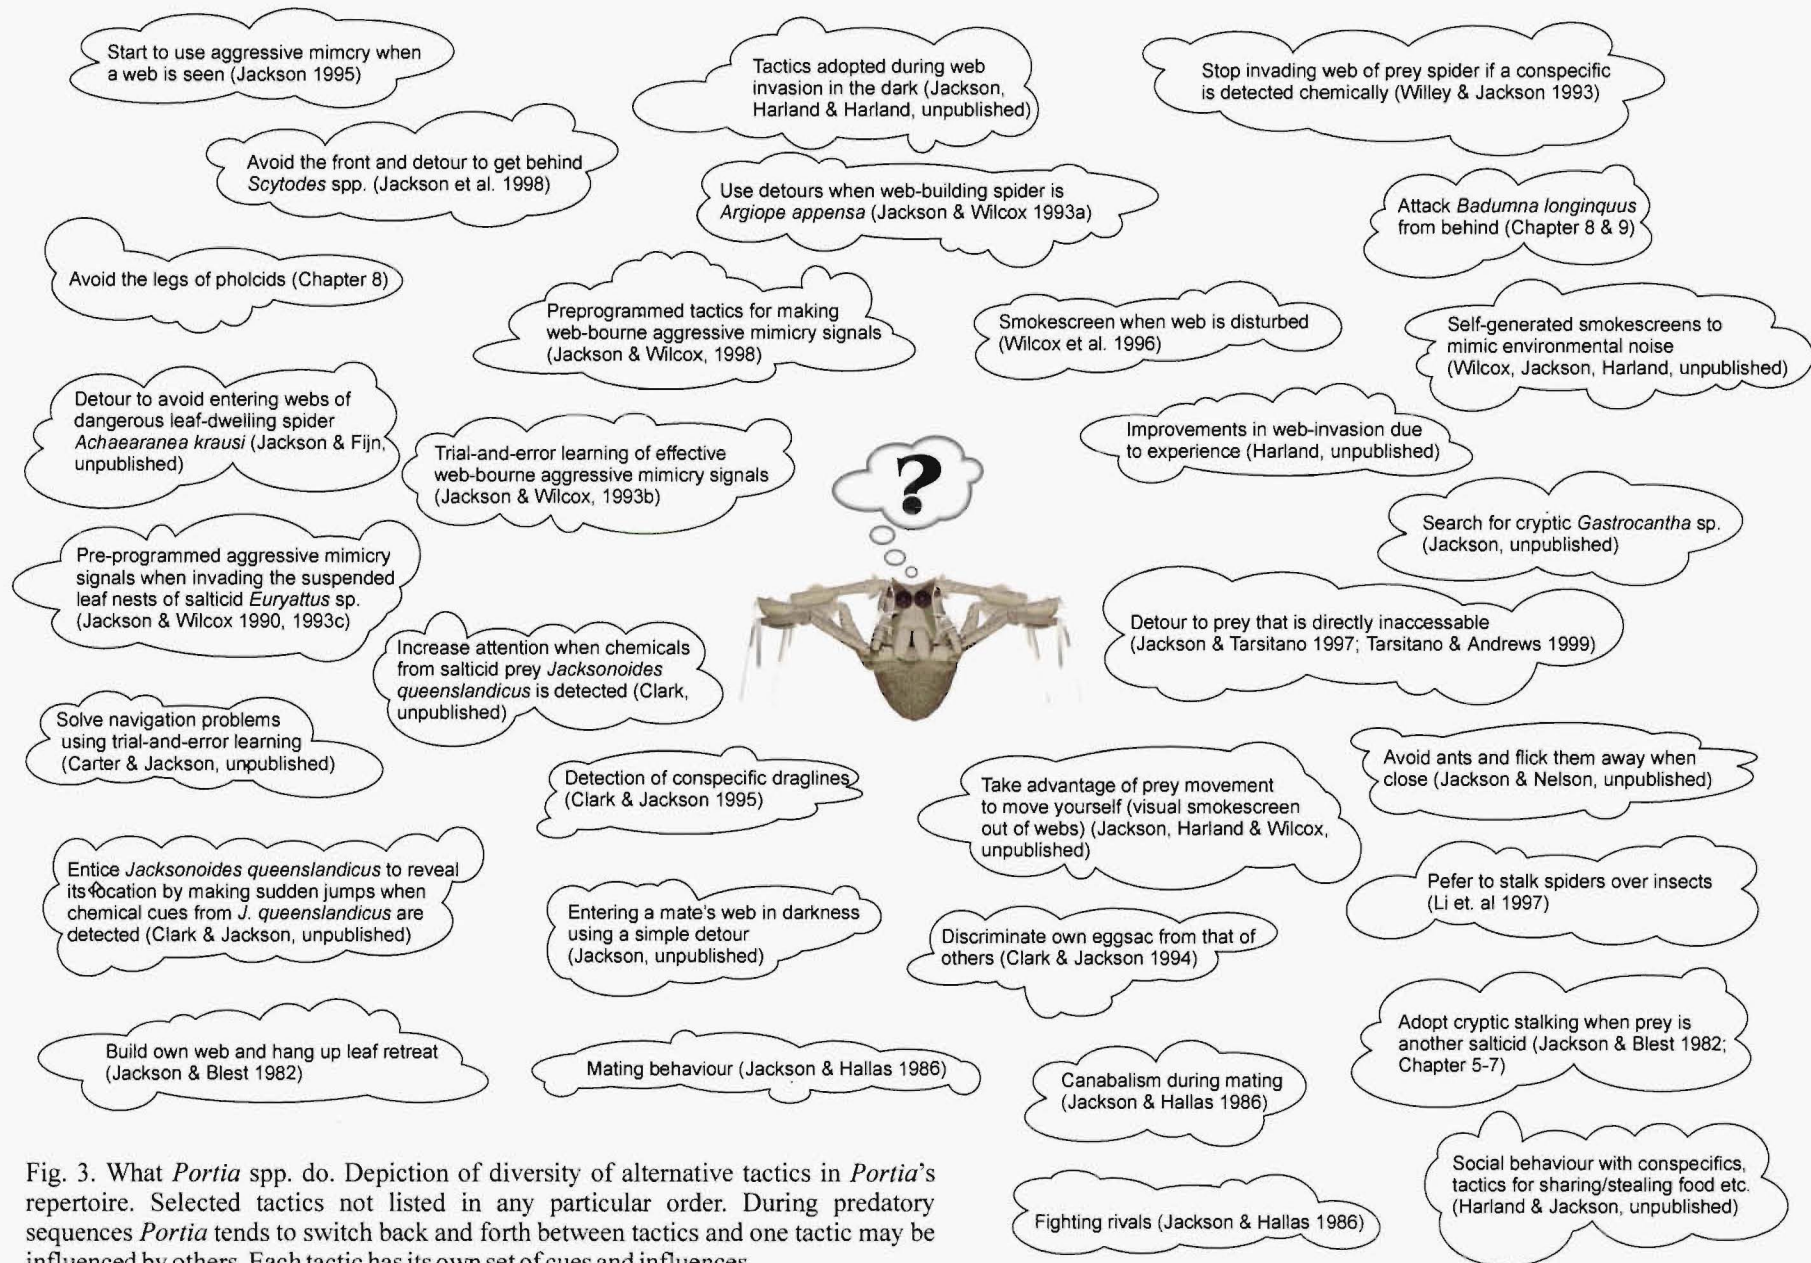 Start to use aggressive mimcry when
a web is seen (Jackson 1995)
Tactics adopted during web
invasion in the dark (Jackson,
Harland & Harland, unpublished)
Stop invading web of prey spider if a conspecific
is detected chemically (Willey & Jackson 1993)
Avoid the front and detour to get behind
Scytodes spp. (Jackson et al. 1998)
Use detours when web-building spider is
Argiope appensa (Jackson & Wilcox 1993a)
Attack Badumna longinquus
from behind (Chapter 8 & 9)
Avoid the legs of pholcids (Chapter 8)
Preprogrammed tactics for making
web-bourne aggressive mimicry signals
(Jackson & Wilcox, 1998)
Smokescreen when web is disturbed
(Wilcox et al. 1996)
Self-generated smokescreens to
mimic environmental noise
(Wilcox, Jackson, Harland, unpublished)
Detour to avoid entering webs of
dangerous leaf-dwelling spider
Achaearanea krausi (Jackson & Fijn,
unpublished)
Trial-and-error learning of effective
web-bourne aggressive mimicry signals
(Jackson & Wilcox, 1993b)
?
Improvements in web-invasion due
to experience (Harland, unpublished)
Search for cryptic Gastrocantha sp.
(Jackson, unpublished)
Pre-programmed aggressive mimicry
signals when invading the suspended
leaf nests of salticid Euryattus sp.
(Jackson & Wilcox 1990, 1993c)
Increase attention when chemicals
from salticid prey Jacksonoides
queenslandicus is detected (Clark,
unpublished)
Detour to prey that is directly inaccessable
(Jackson & Tarsitano 1997; Tarsitano & Andrews 1999)
Solve navigation problems
using trial-and-error learning
(Carter & Jackson, unpublished)
Detection of conspecific draglines
(Clark & Jackson 1995)
Take advantage of prey movement
to move yourself (visual smokescreen
out of webs) (Jackson, Harland & Wilcox,
unpublished)
Avoid ants and flick them away when
close (Jackson & Nelson, unpublished)
Entice Jacksonoides queenslandicus to reveal
its location by making sudden jumps when
chemical cues from J. queenslandicus are
detected (Clark & Jackson, unpublished)
Entering a mate's web in darkness
using a simple detour
(Jackson, unpublished)
Discriminate own eggsac from that of
others (Clark & Jackson 1994)
Pefer to stalk spiders over insects
(Li et. al 1997)
Build own web and hang up leaf retreat
(Jackson & Blest 1982)
Mating behaviour (Jackson & Hallas 1986)
Canabalism during mating
(Jackson & Hallas 1986)
Adopt cryptic stalking when prey is
another salticid (Jackson & Blest 1982;
Chapter 5-7)
Fighting rivals (Jackson & Hallas 1986)
Social behaviour with conspecifics,
tactics for sharing/stealing food etc.
(Harland & Jackson, unpublished)
Fig. 3. What Portia spp. do. Depiction of diversity of alternative tactics in Portia's
repertoire. Selected tactics not listed in any particular order. During predatory
sequences Portia tends to switch back and forth between tactics and one tactic may be
influenced by others. Each tactic has its own set of cues and influences.